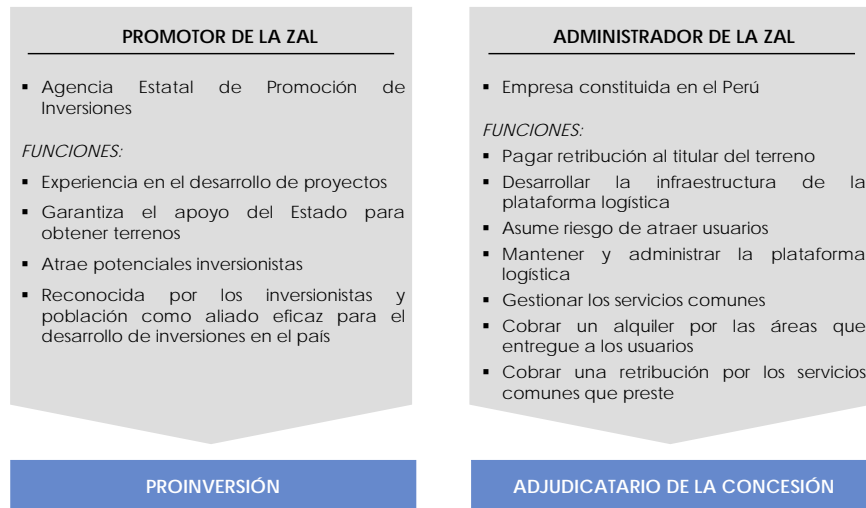 PROMOTOR DE LA ZAL
▪ Agencia Estatal de Promoción de
Inversiones
FUNCIONES:
▪ Experiencia en el desarrollo de proyectos
▪ Garantiza el apoyo del Estado para
obtener terrenos
▪ Atrae potenciales inversionistas
▪ Reconocida por los inversionistas y
población como aliado eficaz para el
desarrollo de inversiones en el país
PROINVERSIÓN
ADMINISTRADOR DE LA ZAL
▪ Empresa constituida en el Perú
FUNCIONES:
▪ Pagar retribución al titular del terreno
▪ Desarrollar la infraestructura de la
plataforma logística
▪ Asume riesgo de atraer usuarios
▪ Mantener y administrar la plataforma
logística
▪ Gestionar los servicios comunes
▪ Cobrar un alquiler por las áreas que
entregue a los usuarios
▪ Cobrar una retribución por los servicios
comunes que preste
ADJUDICATARIO DE LA CONCESIÓN